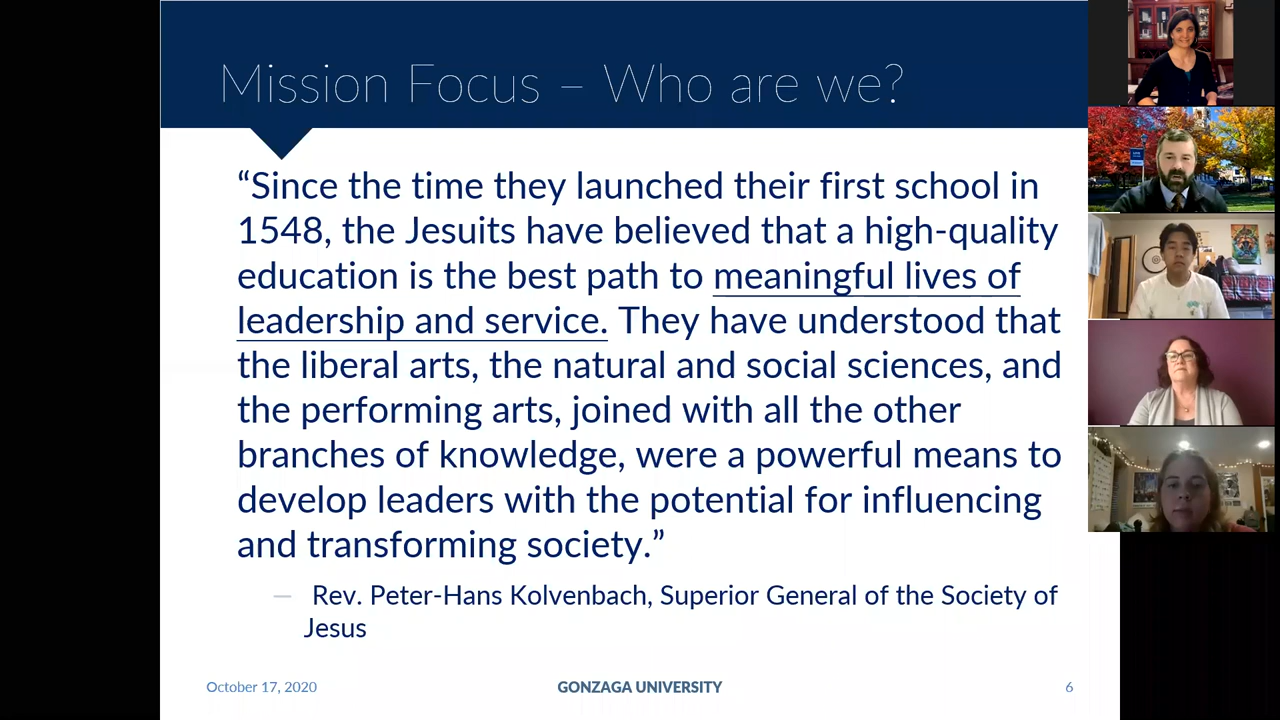 Mission Focus – Who are we?
“Since the time they launched their first school in
1548, the Jesuits have believed that a high-quality
education is the best path to meaningful lives of
leadership and service. They have understood that
the liberal arts, the natural and social sciences, and
the performing arts, joined with all the other
branches of knowledge, were a powerful means to
develop leaders with the potential for influencing
and transforming society.”
— Rev. Peter-Hans Kolvenbach, Superior General of the Society of
Jesus
October 17, 2020
GONZAGA UNIVERSITY
6